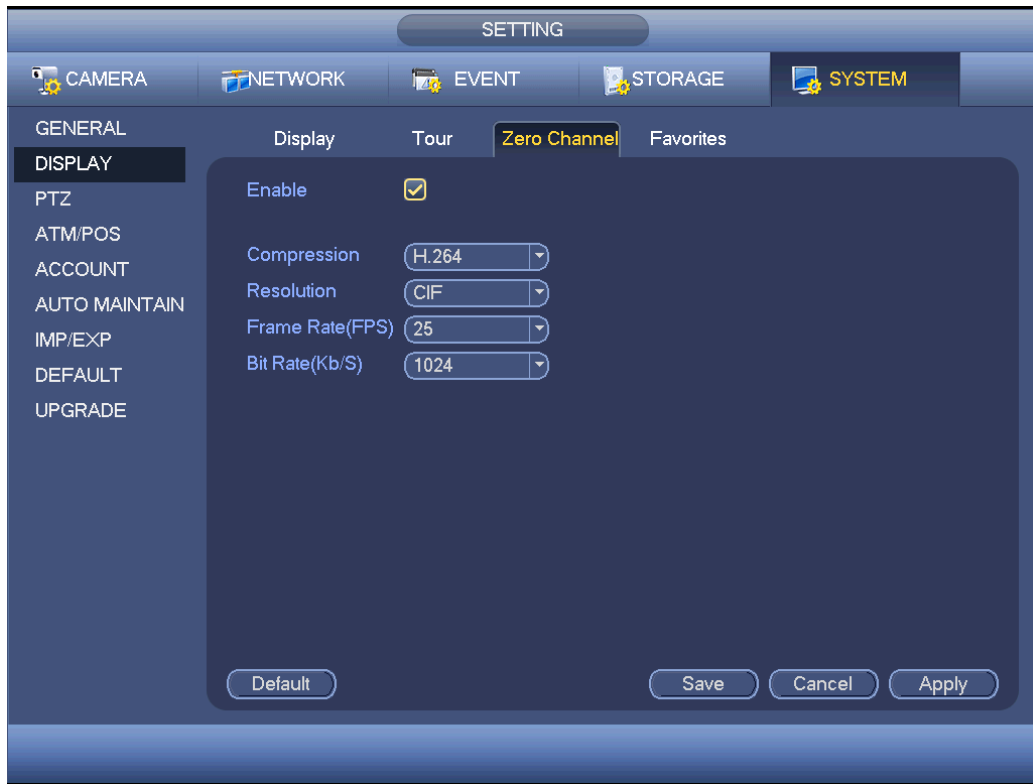 SETTING
CAMERA NETWORK EVENT STORAGE SYSTEM
GENERAL
DISPLAY
PTZ
ATM/POS
ACCOUNT
AUTO MAINTAIN
IMP/EXP
DEFAULT
UPGRADE
Display Tour Zero Channel Favorites
Enable
Compression H.264
Resolution CIF
Frame Rate(FPS) 25
Bit Rate(Kb/S) 1024
Default Save Cancel Apply